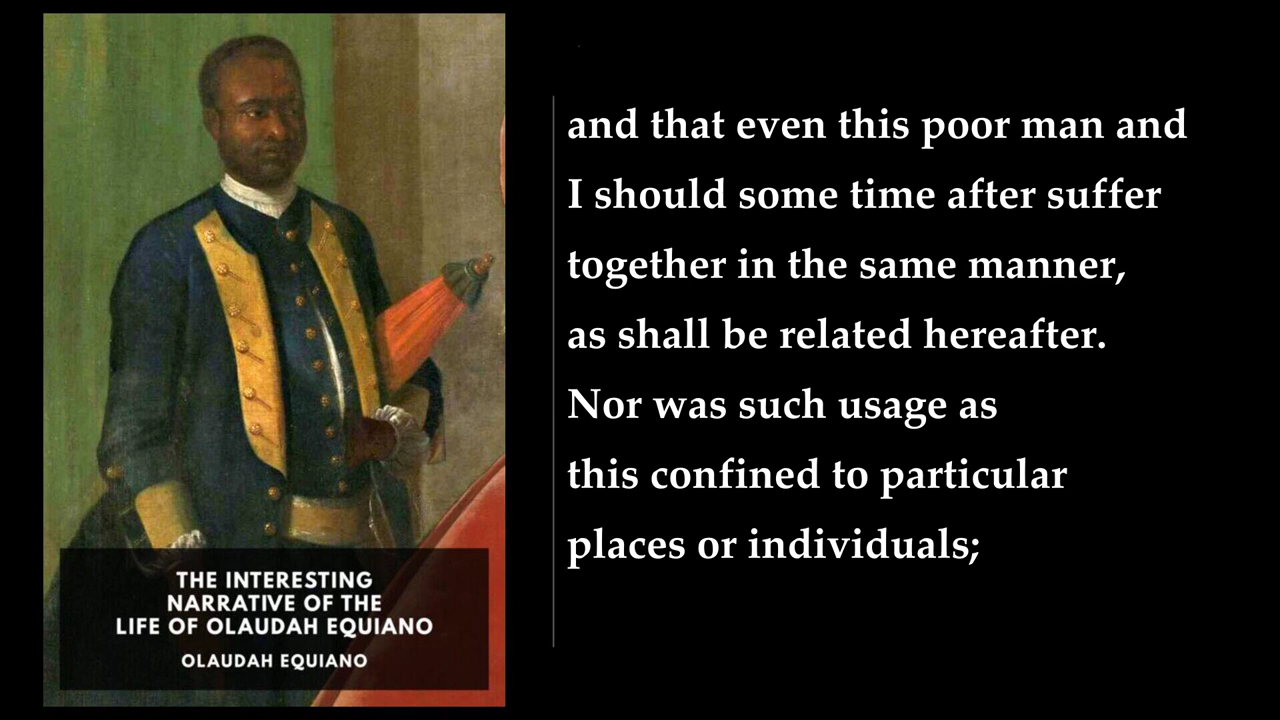 and that even this poor man and
I should some time after suffer
together in the same manner,
as shall be related hereafter.
Nor was such usage as
this confined to particular
places or individuals;
THE INTERESTING
NARRATIVE OF THE
LIFE OF OLAUDAH EQUIANO
OLAUDAH EQUIANO